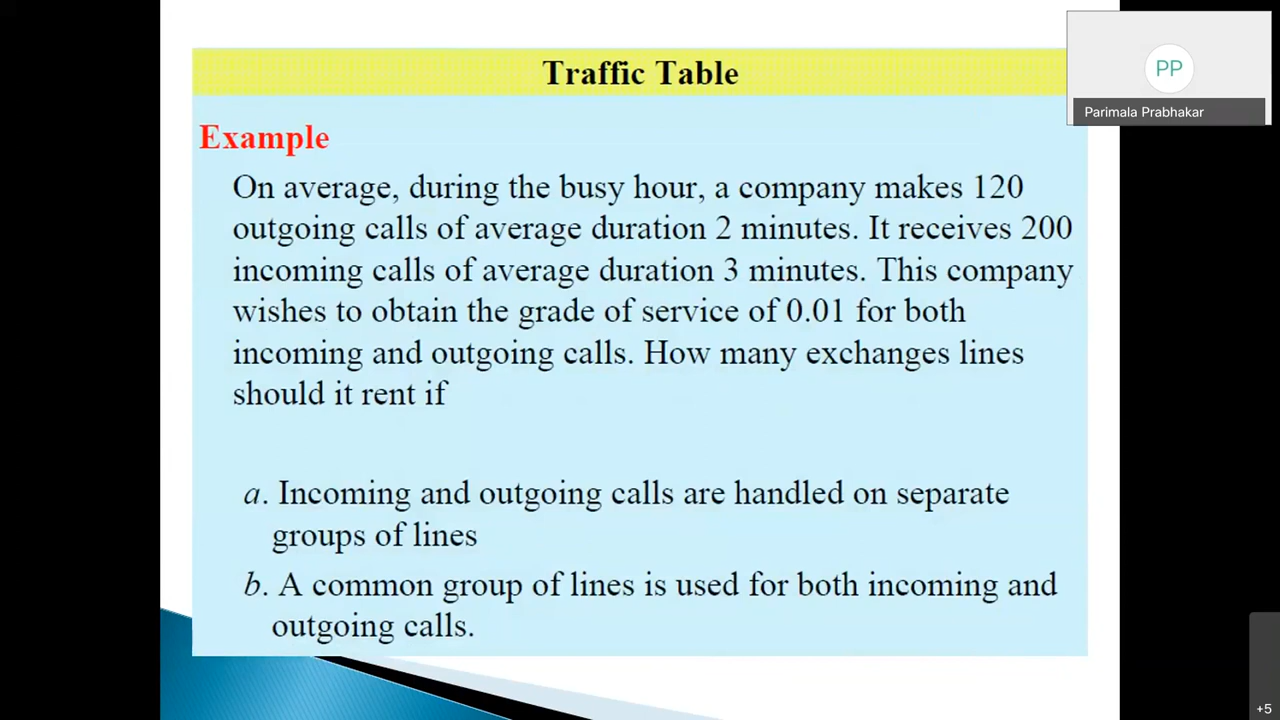 Traffic Table
PP
Parimala Prabhakar
Example
On average, during the busy hour, a company makes 120
outgoing calls of average duration 2 minutes. It receives 200
incoming calls of average duration 3 minutes. This company
wishes to obtain the grade of service of 0.01 for both
incoming and outgoing calls. How many exchanges lines
should it rent if
a. Incoming and outgoing calls are handled on separate
groups of lines
b. A common group of lines is used for both incoming and
outgoing calls.
+5